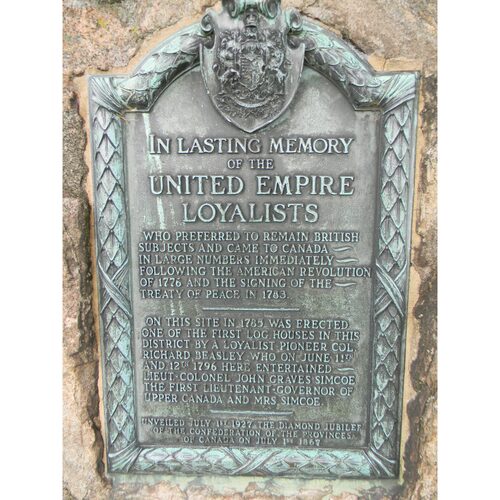 IN LASTING MEMORY
OF THE
UNITED EMPIRE
LOYALISTS
WHO PREFERRED TO REMAIN BRITISH
SUBJECTS AND CAME TO CANADA
IN LARGE NUMBERS IMMEDIATELY
FOLLOWING THE AMERICAN REVOLUTION
OF 1776 AND THE SIGNING OF THE
TREATY OF PEACE IN 1783.
ON THIS SITE IN 1785, WAS ERECTED
ONE OF THE FIRST LOG HOUSES IN THIS
DISTRICT BY A LOYALIST PIONEER COL.
RICHARD BEASLEY WHO ON JUNE 1ST
AND 12TH 1796 HERE ENTERTAINED
LIEUT-COLONEL JOHN GRAVES SIMCOE
THE FIRST LIEUTENANT-GOVERNOR OF
UPPER CANADA AND MRS SIMCOE.
UNVEILED JULY 1ST 1927 THE DIAMOND JUBILEE
OF THE CONFEDERATION OF THE PROVINCES
OF CANADA ON JULY 1ST 1867